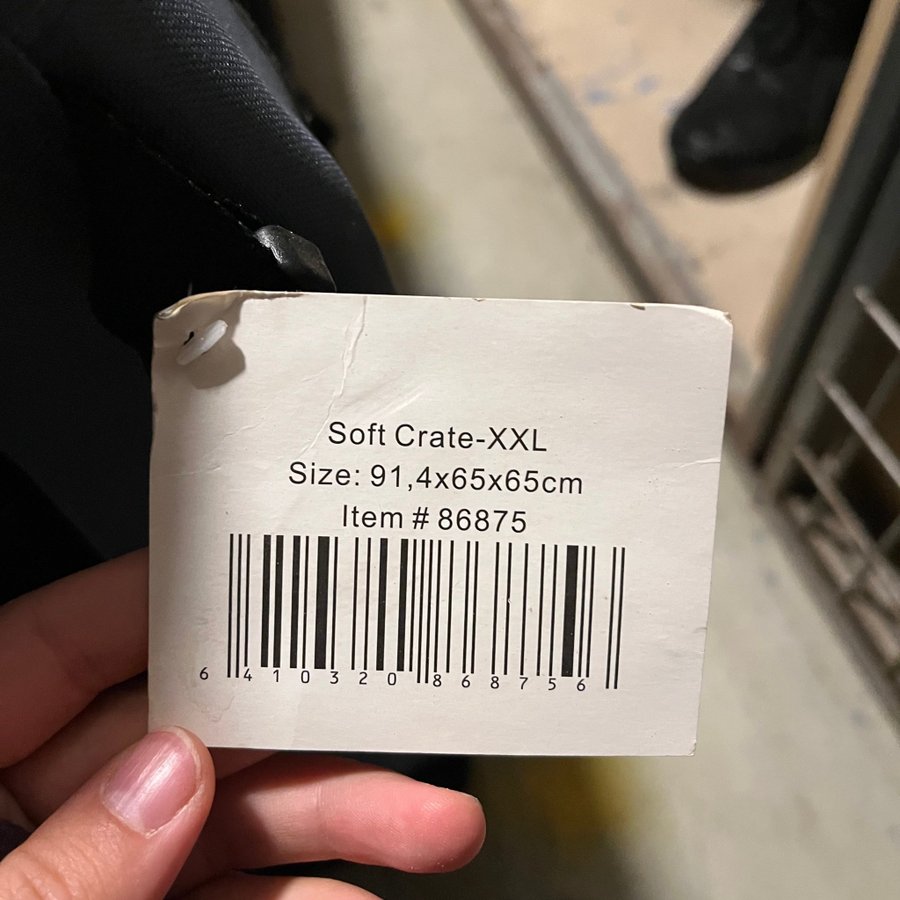 Soft Crate-XXL
Size: 91,4x65x65cm
Item # 86875
6 410320 868756